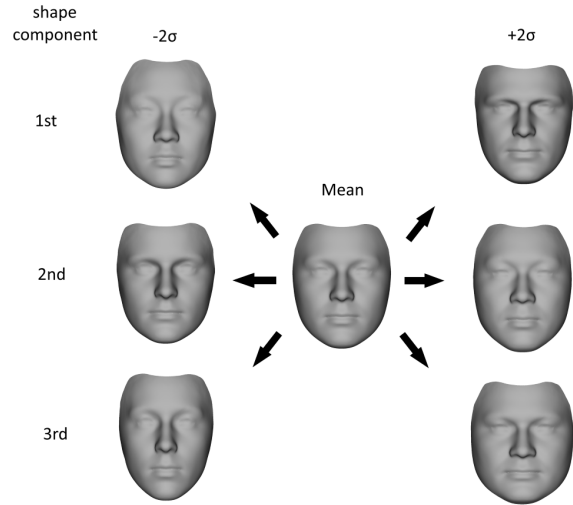 shape
component
-2σ
+2σ
1st
Mean
2nd
3rd